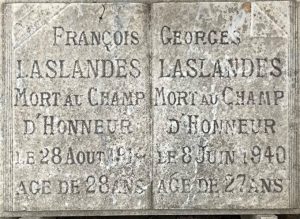 FRANÇOIS
LASLANDES
MORT AU CHAMP
D'HONNEUR
LE 28 AOUT
AGE DE 28 ANS
GEORGES
LASLANDES
MORT AU CHAMP
D'HONNEUR
LE 8 JUIN 1940
AGE DE 27 ANS